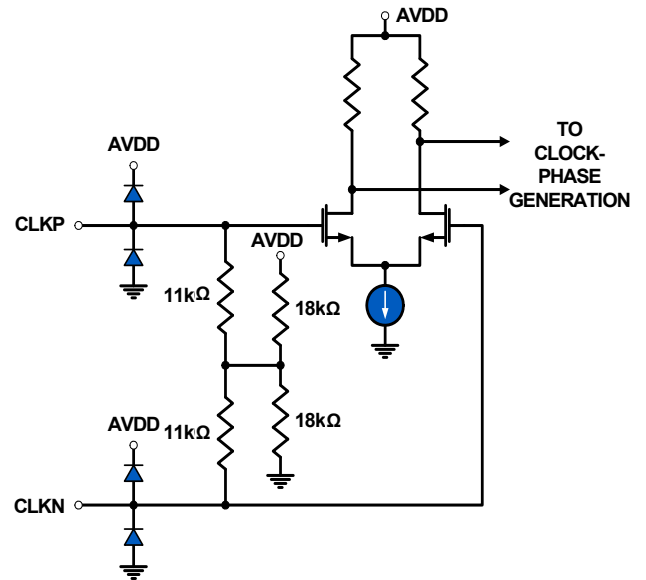 AVDD
TO
CLOCK-
PHASE
GENERATION
AVDD
CLKP
AVDD
11kΩ
18kΩ
11kΩ
18kΩ
AVDD
CLKN